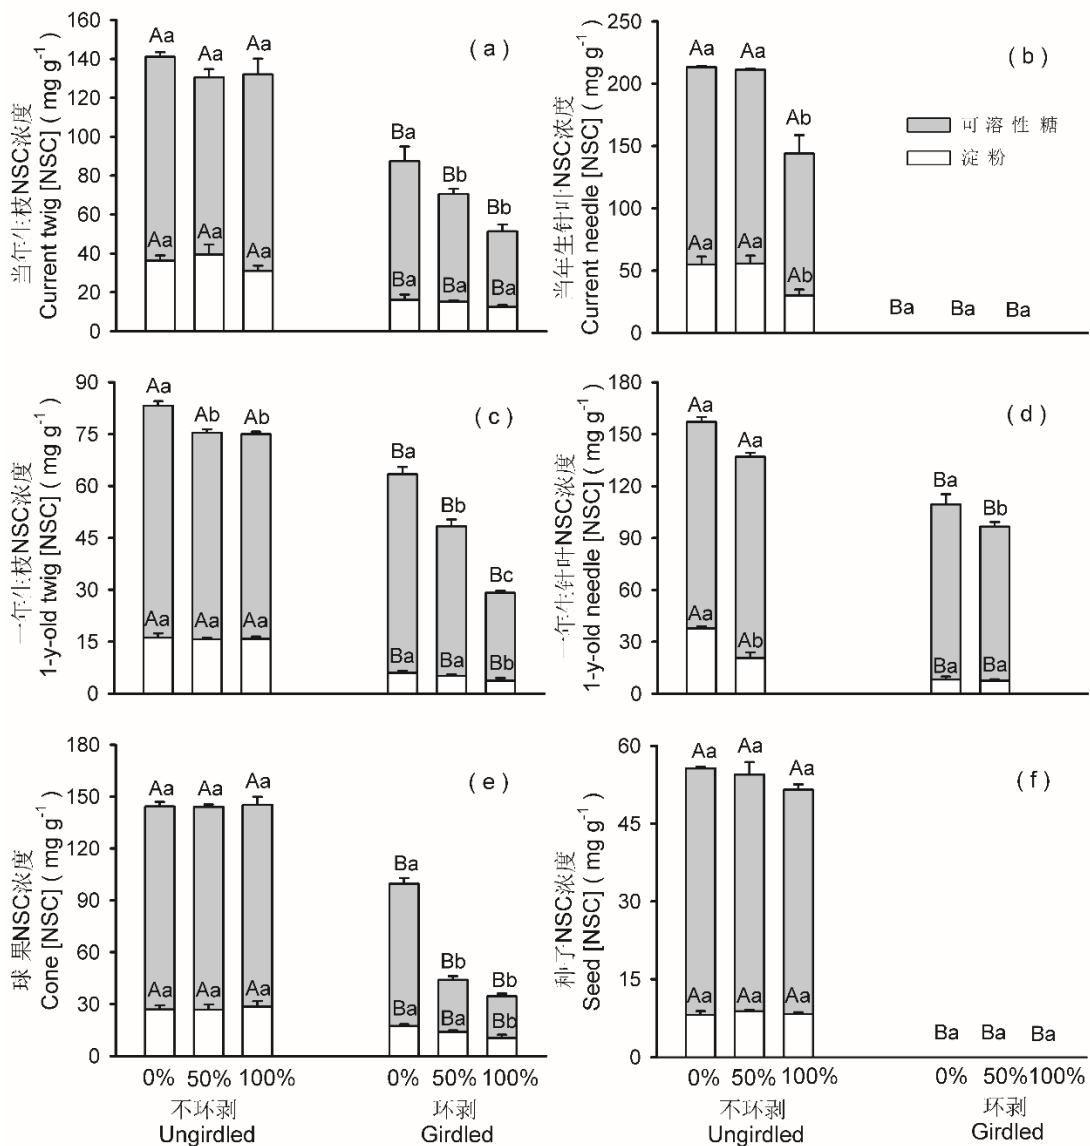 160
Aa Aa Aa
( a )
140
120
100
Ba
80
Bb
60
Bb
Aa Aa Aa
40
20
Ba Ba Ba
0
当年生枝NSC浓度
Current twig [NSC] ( mg g⁻¹ )
250
Aa Aa
( b )
200
可溶性糖
淀粉
Ab
150
100
Aa Aa
50
Ab
Ba Ba Ba
0
当年生针叶NSC浓度
Current needle [NSC] ( mg g⁻¹ )
90
Aa
Ab Ab
( c )
75
Ba
60
Bb
45
Bc
30
Aa Aa Aa
15
Ba Ba Bb
0
一年生枝NSC浓度
1-y-old twig [NSC] ( mg g⁻¹ )
180
Aa
Aa
( d )
150
Ba
120
Bb
90
60
Aa
30
Ab
Ba Ba
0
一年生针叶NSC浓度
1-y-old needle [NSC] ( mg g⁻¹ )
180
Aa Aa Aa
( e )
150
120
Ba
90
60
Bb
Bb
30
Aa Aa Aa
Ba Ba Bb
0
球果NSC浓度
Cone [NSC] ( mg g⁻¹ )
0% 50% 100% 0% 50% 100%
不环剥 环剥
Ungirdled Girdled
60
Aa Aa Aa
( f )
45
30
15
Aa Aa Aa
Ba Ba Ba
0
种子NSC浓度
Seed [NSC] ( mg g⁻¹ )
0% 50% 100% 0% 50%100%
不环剥 环剥
Ungirdled Girdled